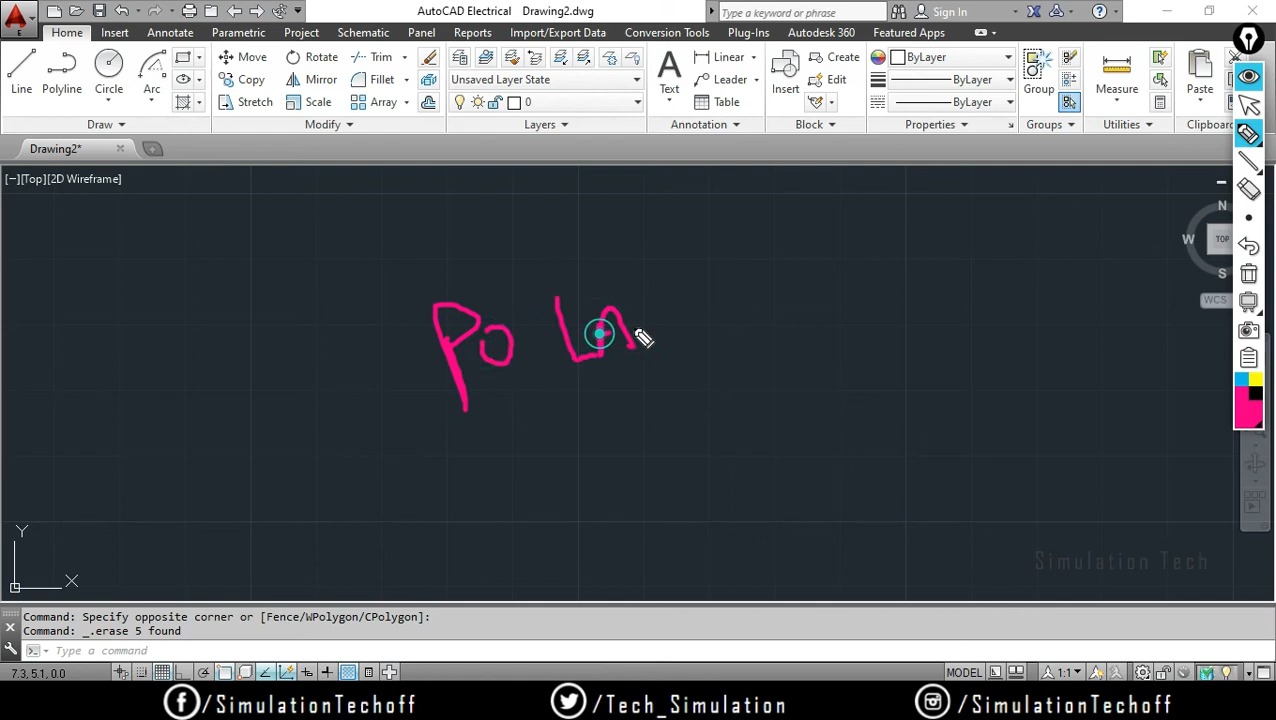 AutoCAD Electrical Drawing2.dwg
Type a keyword or phrase
Sign In
E
Home Insert Annotate Parametric Project Schematic Panel Reports Import/Export Data Conversion Tools Plug-Ins Autodesk 360 Featured Apps
Line Polyline Circle Arc
Move Rotate Trim
Copy Mirror Fillet
Stretch Scale Array
Unsaved Layer State
0
Text
Linear
Leader
Table
Insert
Create
Edit
ByLayer
ByLayer
ByLayer
Group
Measure
Paste
Draw Modify Layers Annotation Block Properties Groups Utilities Clipboard
Drawing2*
[−][Top][2D Wireframe]
N
W TOP
S
WCS
Po
Y
X
Simulation Tech
Command: Specify opposite corner or [Fence/WPolygon/CPolygon]:
Command: _.erase 5 found
Type a command
7.3, 5.1, 0.0
MODEL
1:1
/SimulationTechoff /Tech_Simulation /SimulationTechoff